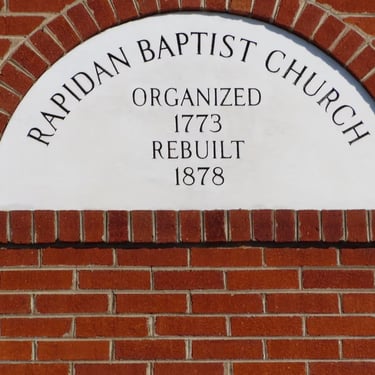 RAPIDAN BAPTIST CHURCH
ORGANIZED
1773
REBUILT
1878